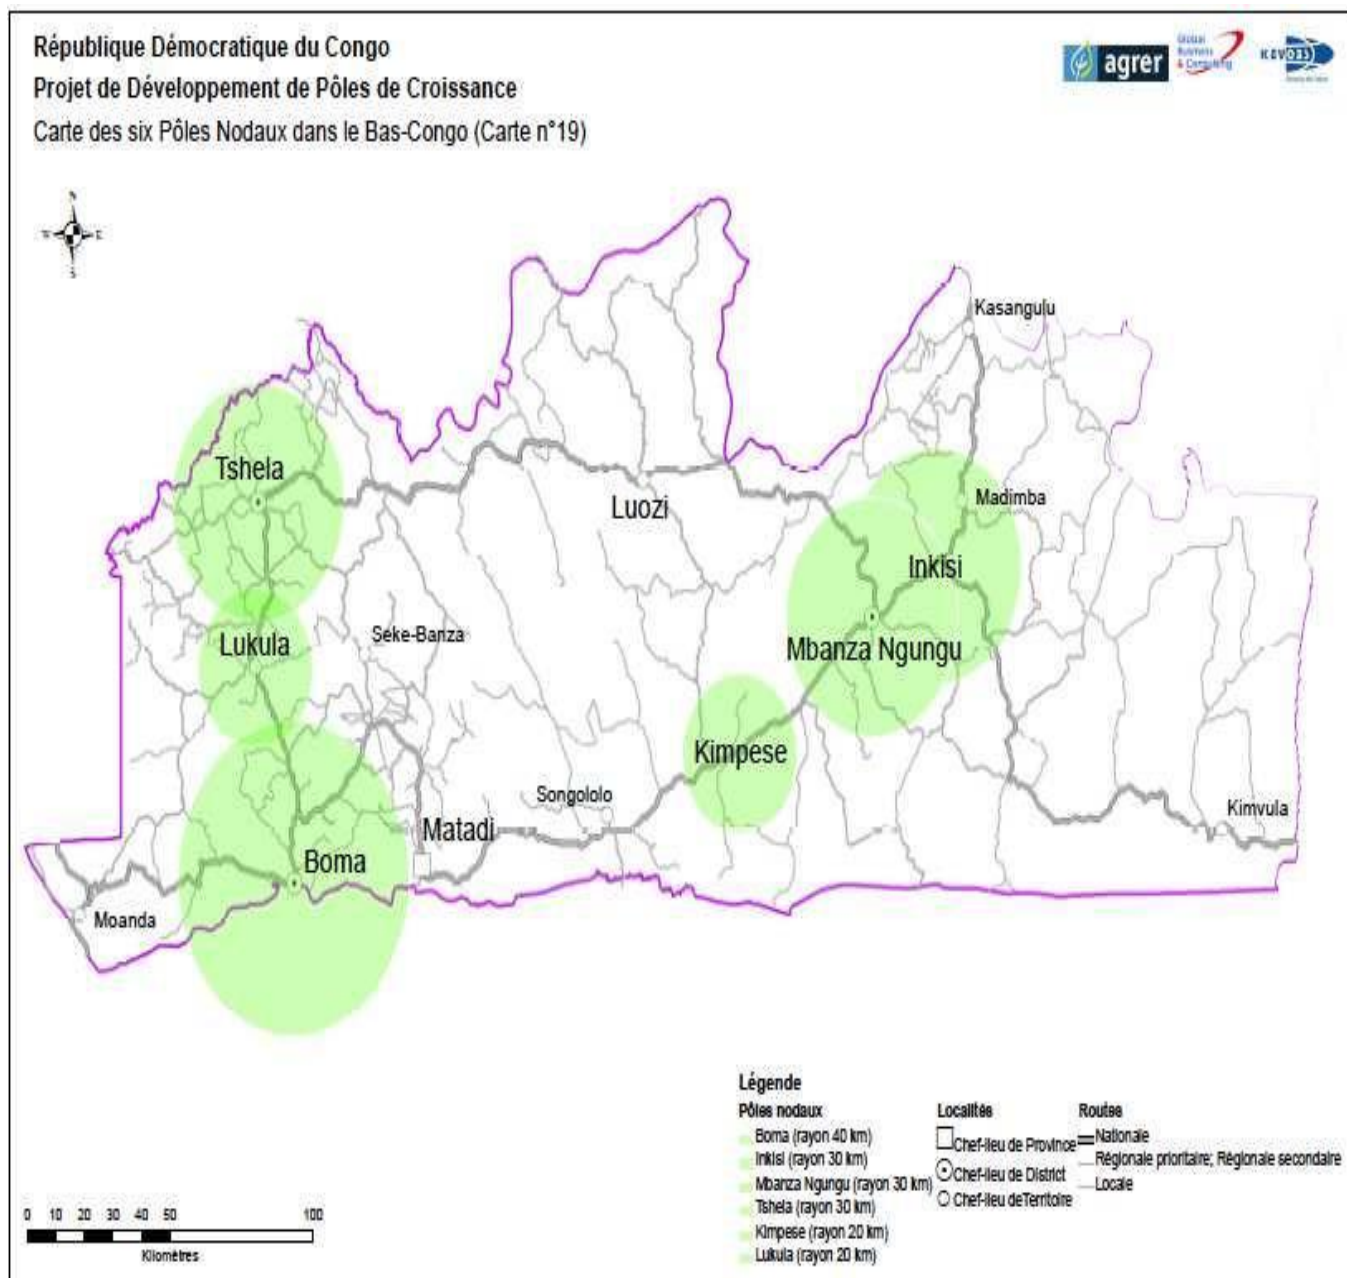 République Démocratique du Congo
Projet de Développement de Pôles de Croissance
Carte des six Pôles Nodaux dans le Bas-Congo (Carte n°19)
agrer
Global
Business
& Consulting
N
W E
S
Kasangulu
Tshela
Luozi
Madimba
Inkisi
Lukula
Seke-Banza
Mbanza Ngungu
Kimpese
Songololo
Kimvula
Matadi
Boma
Moanda
Légende
Pôles nodaux
Boma (rayon 40 km)
Inkisi (rayon 30 km)
Mbanza Ngungu (rayon 30 km)
Tshela (rayon 30 km)
Kimpese (rayon 20 km)
Lukula (rayon 20 km)
Localités
Chef-lieu de Province
Chef-lieu de District
Chef-lieu deTerritoire
Routes
Nationale
Régionale prioritaire; Régionale secondaire
Locale
0 10 20 30 40 50 100
Kilomètres